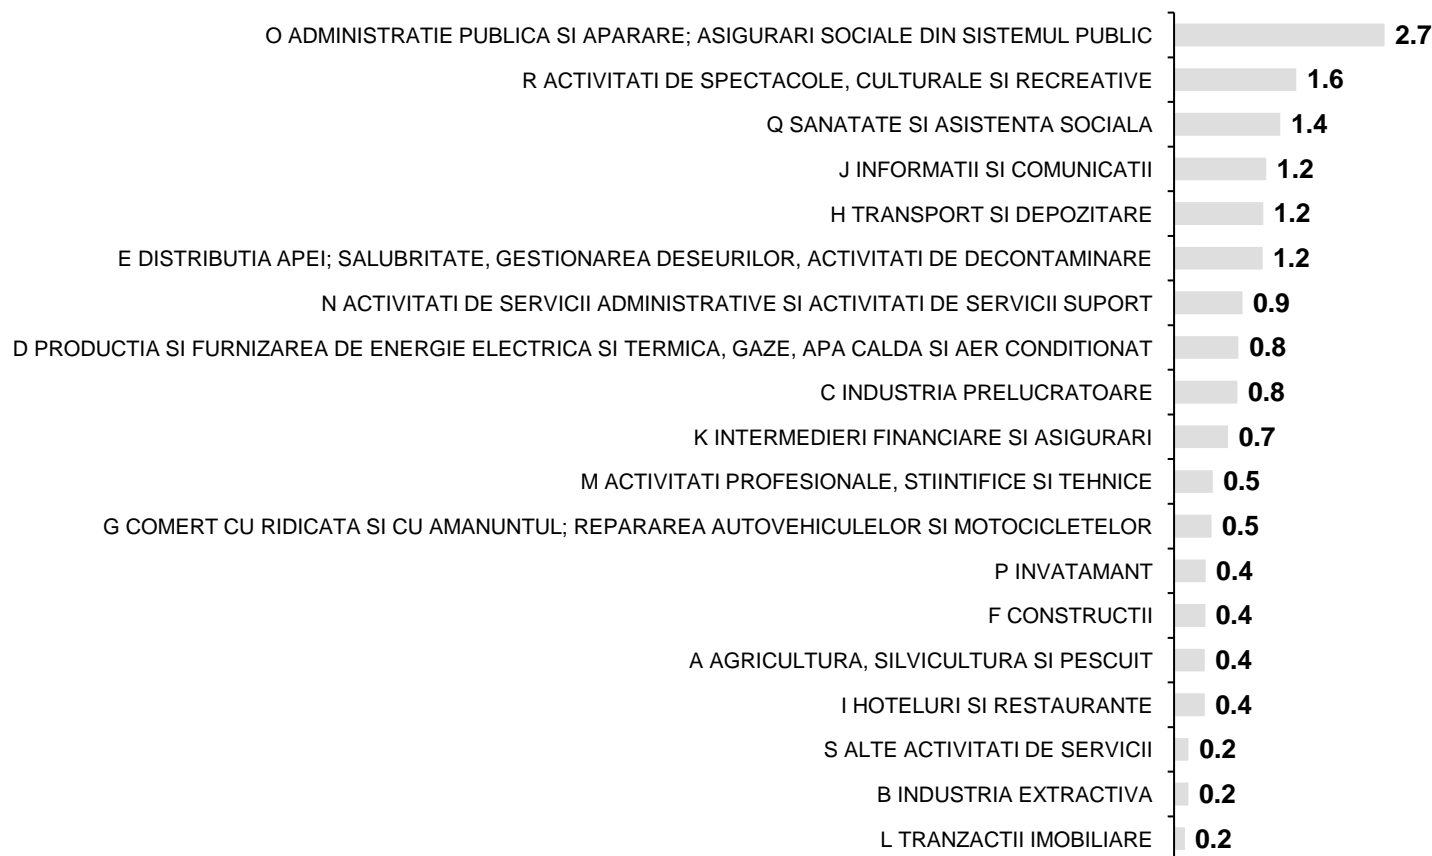 O ADMINISTRATIE PUBLICA SI APARARE; ASIGURARI SOCIALE DIN SISTEMUL PUBLIC 2.7
R ACTIVITATI DE SPECTACOLE, CULTURALE SI RECREATIVE 1.6
Q SANATATE SI ASISTENTA SOCIALA 1.4
J INFORMATII SI COMUNICATII 1.2
H TRANSPORT SI DEPOZITARE 1.2
E DISTRIBUTIA APEI; SALUBRITATE, GESTIONAREA DESEURILOR, ACTIVITATI DE DECONTAMINARE 1.2
N ACTIVITATI DE SERVICII ADMINISTRATIVE SI ACTIVITATI DE SERVICII SUPORT 0.9
D PRODUCTIA SI FURNIZAREA DE ENERGIE ELECTRICA SI TERMICA, GAZE, APA CALDA SI AER CONDITIONAT 0.8
C INDUSTRIA PRELUCRATOARE 0.8
K INTERMEDIERI FINANCIARE SI ASIGURARI 0.7
M ACTIVITATI PROFESIONALE, STIINTIFICE SI TEHNICE 0.5
G COMERT CU RIDICATA SI CU AMANUNTUL; REPARAREA AUTOVEHICULELOR SI MOTOCICLETELOR 0.5
P INVATAMANT 0.4
F CONSTRUCTII 0.4
A AGRICULTURA, SILVICULTURA SI PESCUIT 0.4
I HOTELURI SI RESTAURANTE 0.4
S ALTE ACTIVITATI DE SERVICII 0.2
B INDUSTRIA EXTRACTIVA 0.2
L TRANZACTII IMOBILIARE 0.2